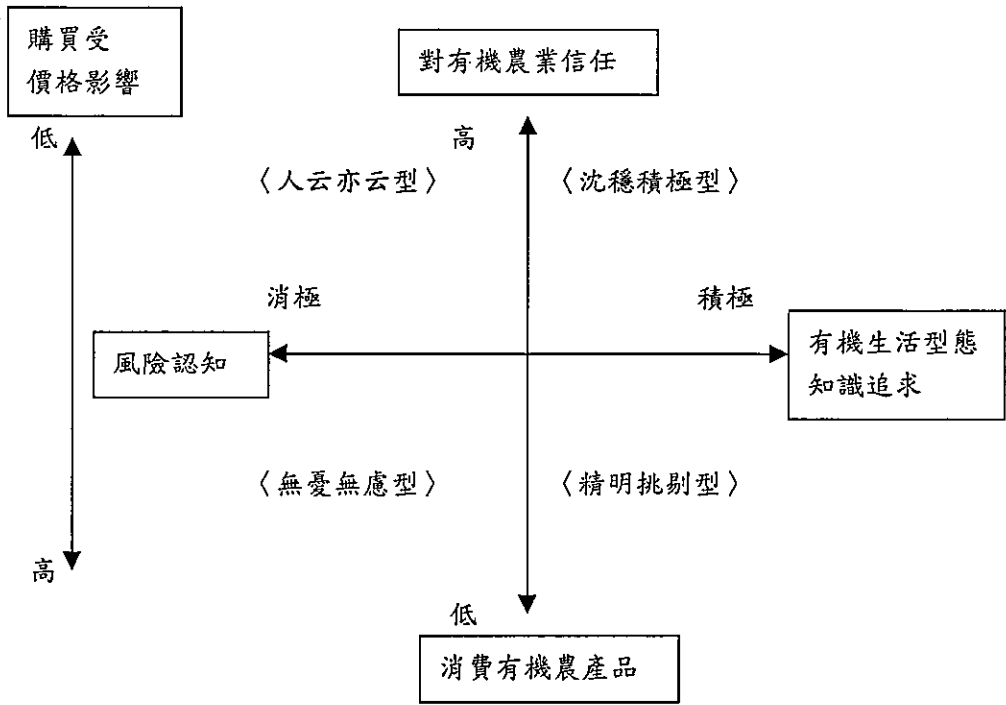 購買受
價格影響
對有機農業信任
低
高
〈人云亦云型〉
〈沈穩積極型〉
消極
積極
風險認知
有機生活型態
知識追求
〈無憂無慮型〉
〈精明挑剔型〉
高
低
消費有機農產品